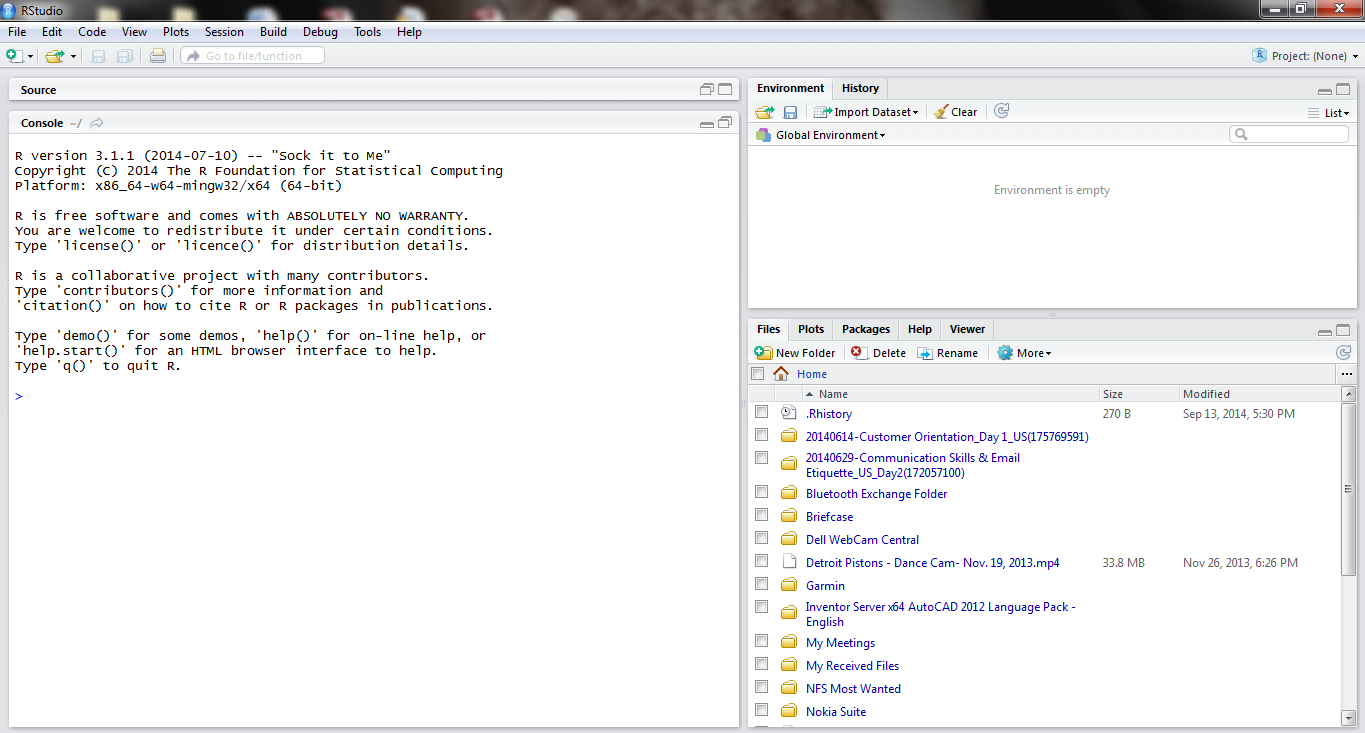 RStudio
File Edit Code View Plots Session Build Debug Tools Help
Go to file/function
Project: (None)
Source
Console ~/
R version 3.1.1 (2014-07-10) -- "Sock it to Me"
Copyright (C) 2014 The R Foundation for Statistical Computing
Platform: x86_64-w64-mingw32/x64 (64-bit)
R is free software and comes with ABSOLUTELY NO WARRANTY.
You are welcome to redistribute it under certain conditions.
Type 'license()' or 'licence()' for distribution details.
R is a collaborative project with many contributors.
Type 'contributors()' for more information and
'citation()' on how to cite R or R packages in publications.
Type 'demo()' for some demos, 'help()' for on-line help, or
'help.start()' for an HTML browser interface to help.
Type 'q()' to quit R.
>
Environment History
Import Dataset Clear List
Global Environment
Environment is empty
Files Plots Packages Help Viewer
New Folder Delete Rename More
Home ...
Name Size Modified
.Rhistory 270 B Sep 13, 2014, 5:30 PM
20140614-Customer Orientation_Day 1_US(175769591)
20140629-Communication Skills & Email
Etiquette_US_Day2(172057100)
Bluetooth Exchange Folder
Briefcase
Dell WebCam Central
Detroit Pistons - Dance Cam- Nov. 19, 2013.mp4 33.8 MB Nov 26, 2013, 6:26 PM
Garmin
Inventor Server x64 AutoCAD 2012 Language Pack -
English
My Meetings
My Received Files
NFS Most Wanted
Nokia Suite